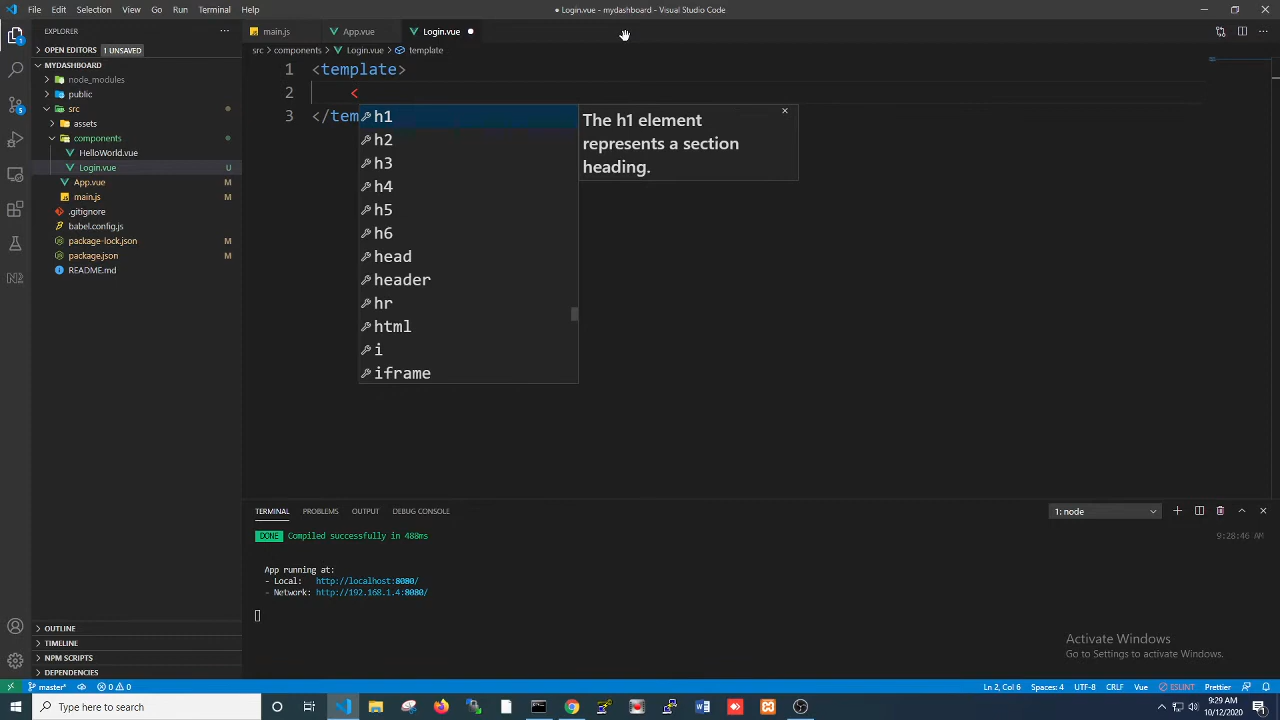 File Edit Selection View Go Run Terminal Help
● Login.vue - mydashboard - Visual Studio Code
EXPLORER
OPEN EDITORS 1 UNSAVED
MYDASHBOARD
node_modules
public
src
assets
components
HelloWorld.vue
Login.vue U
App.vue M
main.js M
.gitignore
babel.config.js
package-lock.json M
package.json M
README.md
OUTLINE
TIMELINE
NPM SCRIPTS
DEPENDENCIES
main.js App.vue Login.vue ●
src > components > Login.vue > template
1 <template>
2 <
3 </tem
h1
h2
h3
h4
h5
h6
head
header
hr
html
i
iframe
The h1 element
represents a section
heading.
TERMINAL PROBLEMS OUTPUT DEBUG CONSOLE
1: node
DONE Compiled successfully in 488ms 9:28:46 AM
App running at:
- Local: http://localhost:8080/
- Network: http://192.168.1.4:8080/
Activate Windows
Go to Settings to activate Windows.
master* 0 0
Ln 2, Col 6 Spaces: 4 UTF-8 CRLF Vue ESLINT Prettier
Type here to search
9:29 AM
10/12/2020